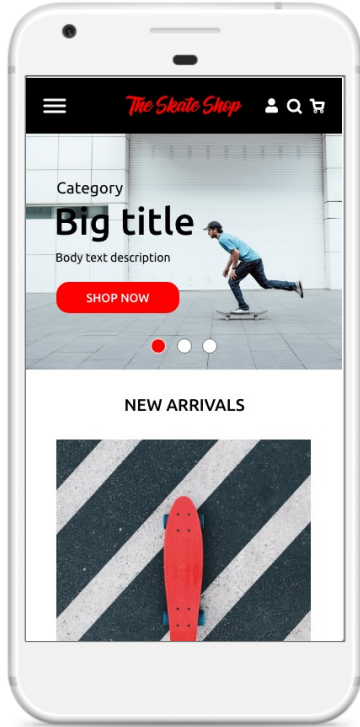 The Skate Shop
Category
Big title
Body text description
SHOP NOW
NEW ARRIVALS